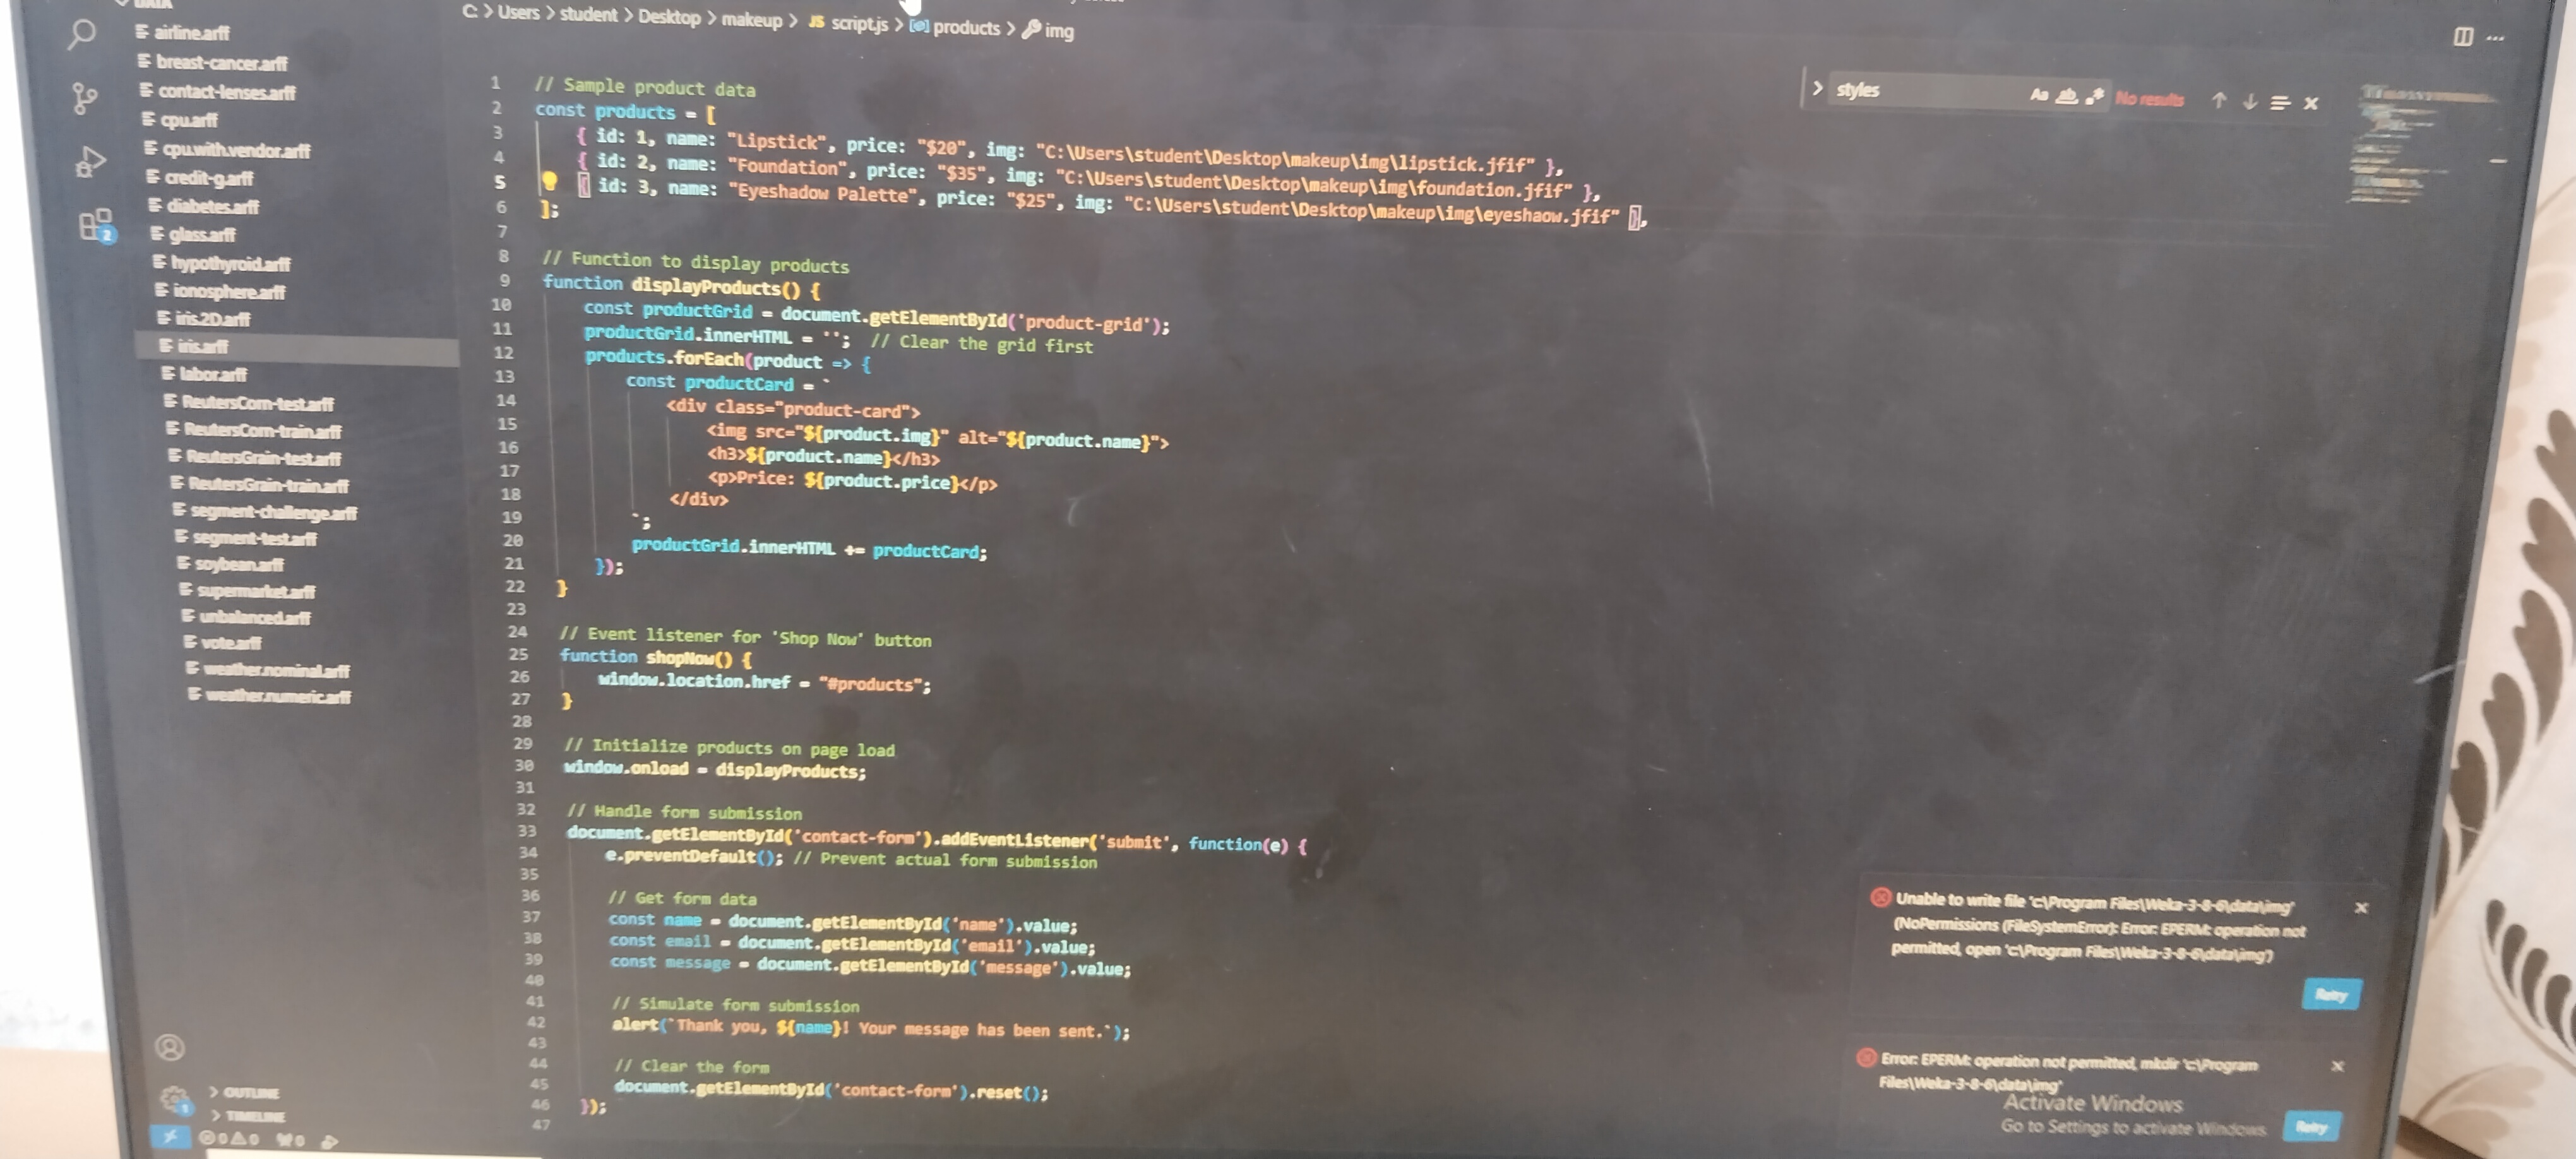 DATA
airline.arff
breast-cancer.arff
contact-lenses.arff
cpu.arff
cpu.with.vendor.arff
credit-g.arff
diabetes.arff
glass.arff
hypothyroid.arff
ionosphere.arff
iris.2D.arff
iris.arff
labor.arff
ReutersCorn-test.arff
ReutersCorn-train.arff
ReutersGrain-test.arff
ReutersGrain-train.arff
segment-challenge.arff
segment-test.arff
soybean.arff
supermarket.arff
unbalanced.arff
vote.arff
weather.nominal.arff
weather.numeric.arff
> OUTLINE
> TIMELINE
2
1
0 0 0
C: > Users > student > Desktop > makeup > JS script.js > products > img
> styles Aa ab .* No results
1 // Sample product data
2 const products = [
3 { id: 1, name: "Lipstick", price: "$20", img: "C:\Users\student\Desktop\makeup\img\lipstick.jfif" },
4 { id: 2, name: "Foundation", price: "$35", img: "C:\Users\student\Desktop\makeup\img\foundation.jfif" },
5 { id: 3, name: "Eyeshadow Palette", price: "$25", img: "C:\Users\student\Desktop\makeup\img\eyeshaow.jfif" },
6 ];
7
8 // Function to display products
9 function displayProducts() {
10 const productGrid = document.getElementById('product-grid');
11 productGrid.innerHTML = ''; // Clear the grid first
12 products.forEach(product => {
13 const productCard = `
14 <div class="product-card">
15 <img src="${product.img}" alt="${product.name}">
16 <h3>${product.name}</h3>
17 <p>Price: ${product.price}</p>
18 </div>
19 `;
20 productGrid.innerHTML += productCard;
21 });
22 }
23
24 // Event listener for 'Shop Now' button
25 function shopNow() {
26 window.location.href = "#products";
27 }
28
29 // Initialize products on page load
30 window.onload = displayProducts;
31
32 // Handle form submission
33 document.getElementById('contact-form').addEventListener('submit', function(e) {
34 e.preventDefault(); // Prevent actual form submission
35
36 // Get form data
37 const name = document.getElementById('name').value;
38 const email = document.getElementById('email').value;
39 const message = document.getElementById('message').value;
40
41 // Simulate form submission
42 alert(`Thank you, ${name}! Your message has been sent.`);
43
44 // Clear the form
45 document.getElementById('contact-form').reset();
46 });
47
Unable to write file 'c:\Program Files\Weka-3-8-6\data\img'
(NoPermissions (FileSystemError): Error: EPERM: operation not
permitted, open 'c:\Program Files\Weka-3-8-6\data\img')
Retry
Error: EPERM: operation not permitted, mkdir 'c:\Program
Files\Weka-3-8-6\data\img'
Activate Windows
Go to Settings to activate Windows.
Retry